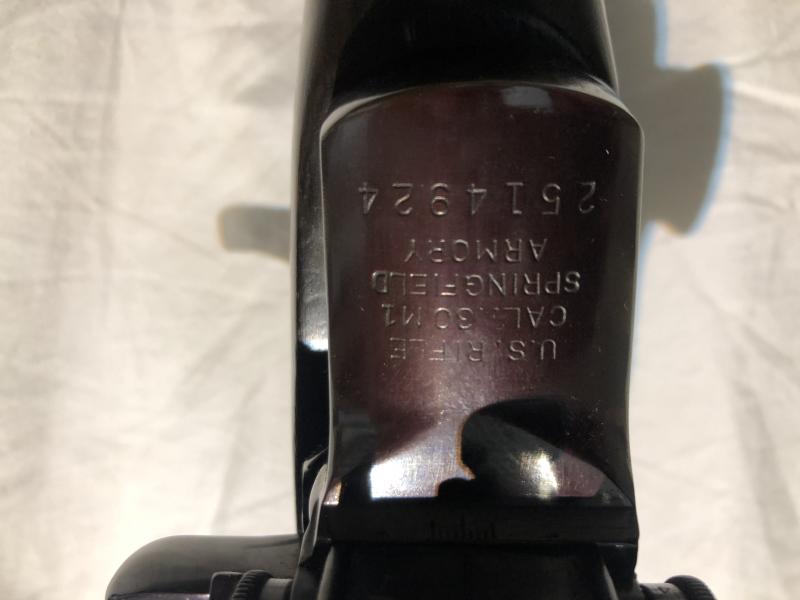 U.S. RIFLE
CAL. .30 M1
SPRINGFIELD
ARMORY
2514924